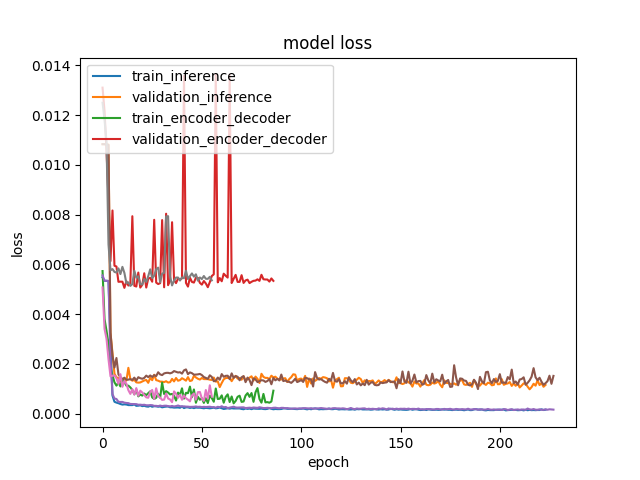 model loss
train_inference
validation_inference
train_encoder_decoder
validation_encoder_decoder
0.014
0.012
0.010
0.008
0.006
0.004
0.002
0.000
loss
0
50
100
150
200
epoch